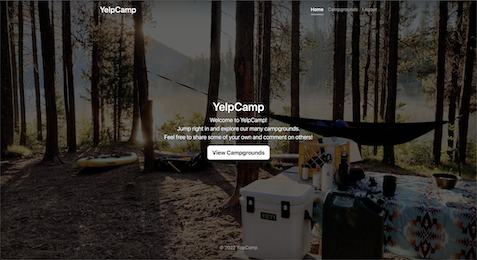 YelpCamp
Home Campgrounds Logout
YelpCamp
Welcome to YelpCamp!
Jump right in and explore our many campgrounds.
Feel free to share some of your own and comment on others!
View Campgrounds
YETI
© 2022 YelpCamp